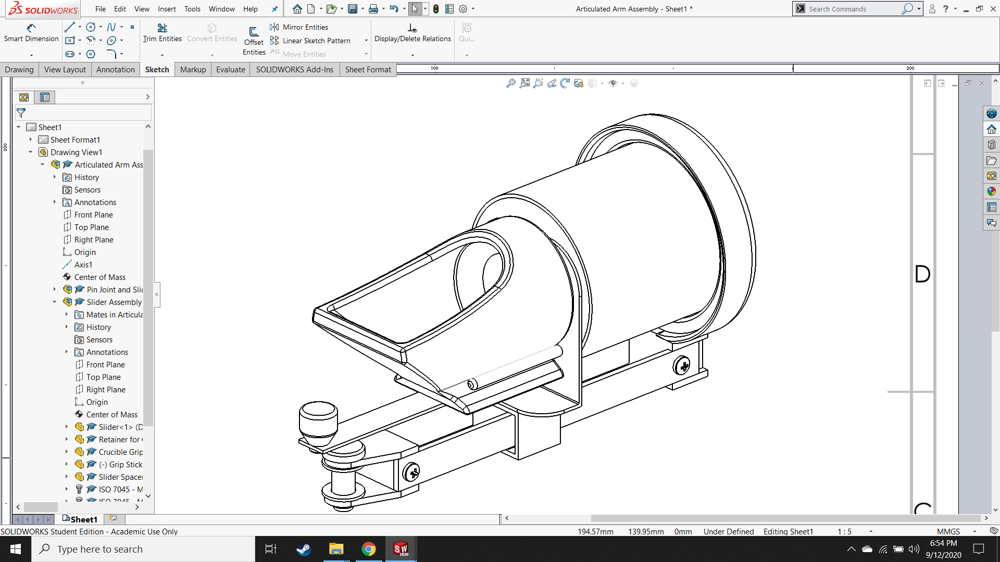 SOLIDWORKS File Edit View Insert Tools Window Help Articulated Arm Assembly - Sheet1 * Search Commands ?
Smart Dimension Trim Entities Convert Entities Offset Entities Mirror Entities Linear Sketch Pattern Move Entities Display/Delete Relations Qui...
Drawing View Layout Annotation Sketch Markup Evaluate SOLIDWORKS Add-Ins Sheet Format
100 200
200
Sheet1
Sheet Format1
Drawing View1
Articulated Arm Ass
History
Sensors
Annotations
Front Plane
Top Plane
Right Plane
Origin
Axis1
Center of Mass
Pin Joint and Slic
Slider Assembly
Mates in Articula
History
Sensors
Annotations
Front Plane
Top Plane
Right Plane
Origin
Center of Mass
Slider<1> (D
Retainer for
Crucible Grip
(-) Grip Stick
Slider Spacer
ISO 7045 - M
D
C
Sheet1
SOLIDWORKS Student Edition - Academic Use Only 194.57mm 139.95mm 0mm Under Defined Editing Sheet1 1 : 5 MMGS
Type here to search
SW
2020
6:54 PM
9/12/2020